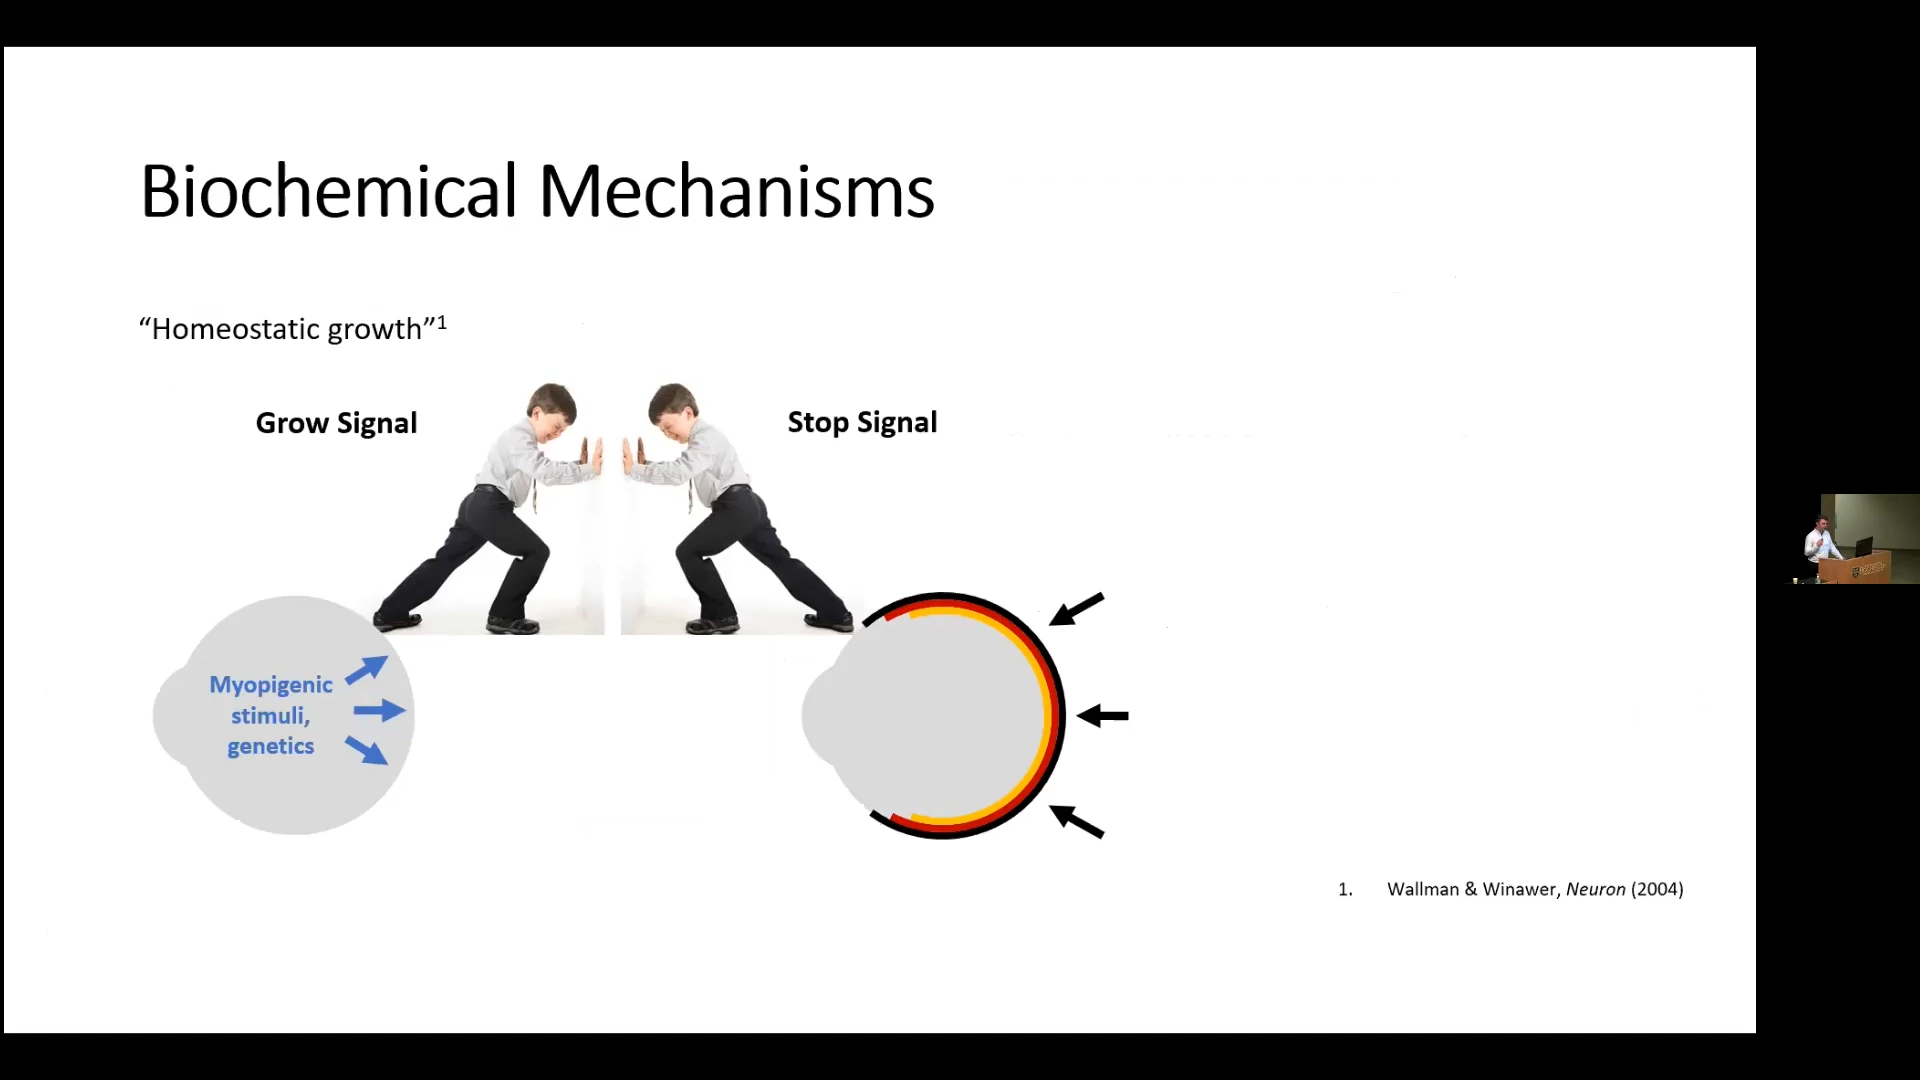 Biochemical Mechanisms
“Homeostatic growth”1
Grow Signal
Stop Signal
Myopigenic
stimuli,
genetics
1. Wallman & Winawer, Neuron (2004)